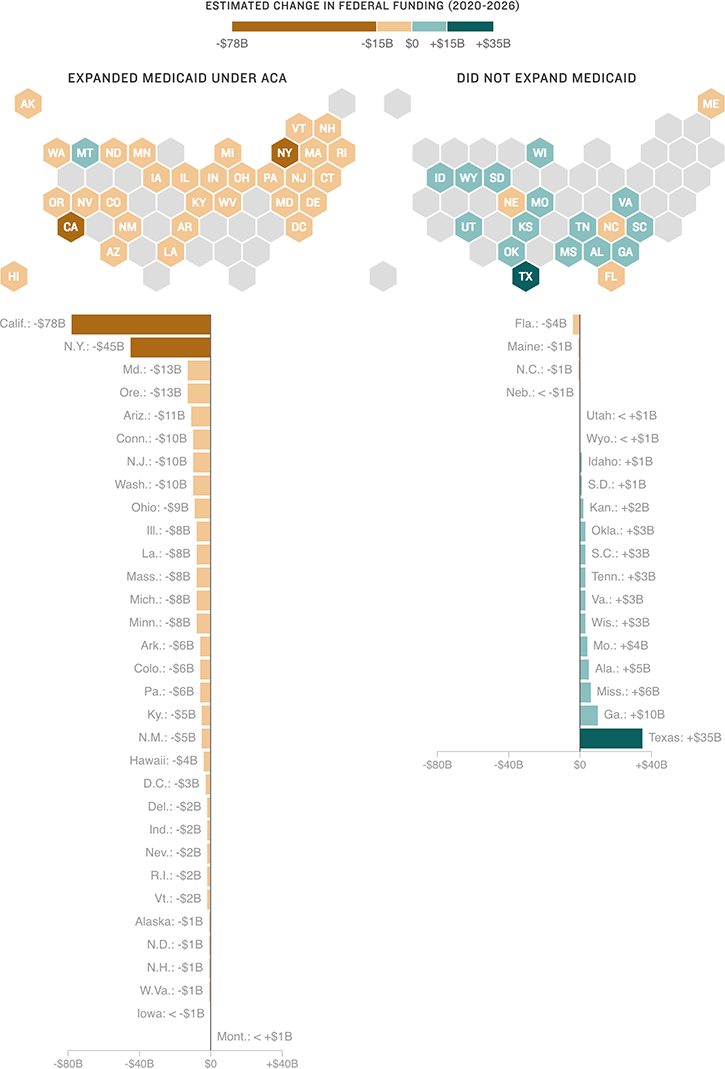 ESTIMATED CHANGE IN FEDERAL FUNDING (2020-2026)
-$78B -$15B $0 +$15B +$35B
EXPANDED MEDICAID UNDER ACA
AK
VT NH
WA MT ND MN MI NY MA RI
IA IL IN OH PA NJ CT
OR NV CO KY WV MD DE
CA NM AR DC
AZ LA
HI
Calif.: -$78B
N.Y.: -$45B
Md.: -$13B
Ore.: -$13B
Ariz.: -$11B
Conn.: -$10B
N.J.: -$10B
Wash.: -$10B
Ohio: -$9B
Ill.: -$8B
La.: -$8B
Mass.: -$8B
Mich.: -$8B
Minn.: -$8B
Ark.: -$6B
Colo.: -$6B
Pa.: -$6B
Ky.: -$5B
N.M.: -$5B
Hawaii: -$4B
D.C.: -$3B
Del.: -$2B
Ind.: -$2B
Nev.: -$2B
R.I.: -$2B
Vt.: -$2B
Alaska: -$1B
N.D.: -$1B
N.H.: -$1B
W.Va.: -$1B
Iowa: < -$1B
Mont.: < +$1B
-$80B -$40B $0 +$40B
DID NOT EXPAND MEDICAID
ME
WI
ID WY SD
NE MO VA
UT KS TN NC SC
OK MS AL GA
TX FL
Fla.: -$4B
Maine: -$1B
N.C.: -$1B
Neb.: < -$1B
Utah: < +$1B
Wyo.: < +$1B
Idaho: +$1B
S.D.: +$1B
Kan.: +$2B
Okla.: +$3B
S.C.: +$3B
Tenn.: +$3B
Va.: +$3B
Wis.: +$3B
Mo.: +$4B
Ala.: +$5B
Miss.: +$6B
Ga.: +$10B
Texas: +$35B
-$80B -$40B $0 +$40B